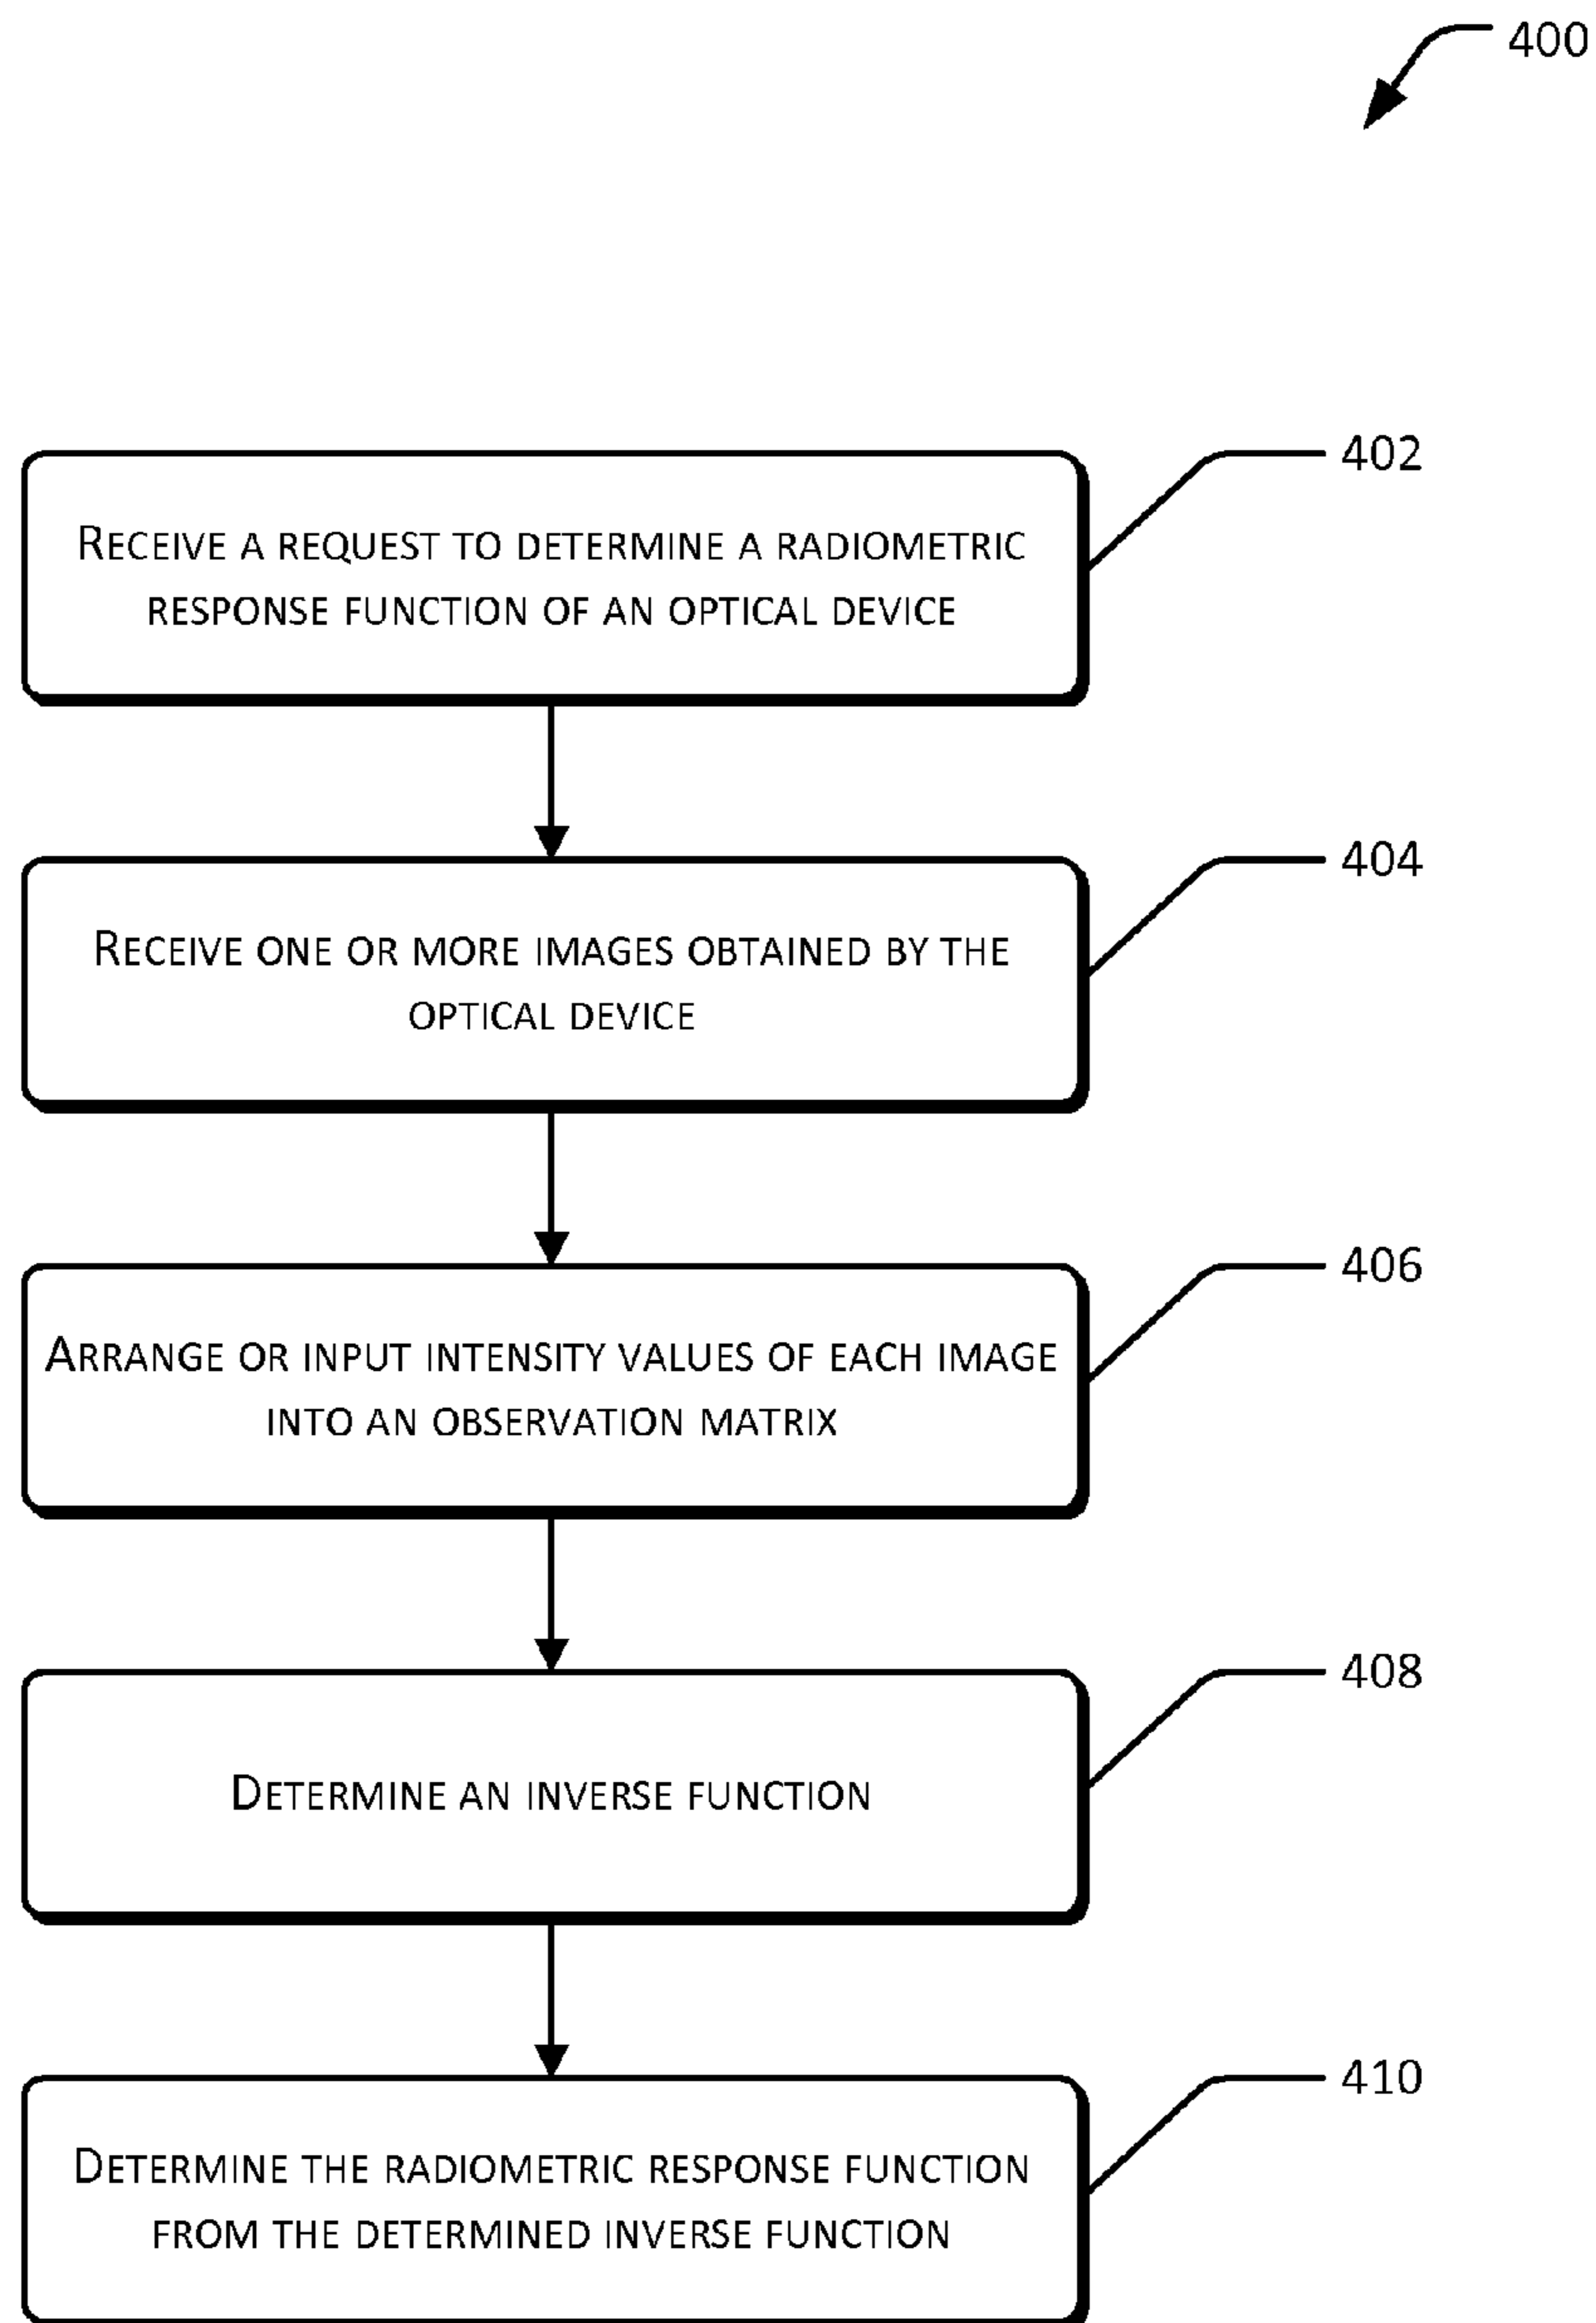 400
402
RECEIVE A REQUEST TO DETERMINE A RADIOMETRIC
RESPONSE FUNCTION OF AN OPTICAL DEVICE
404
RECEIVE ONE OR MORE IMAGES OBTAINED BY THE
OPTICAL DEVICE
406
ARRANGE OR INPUT INTENSITY VALUES OF EACH IMAGE
INTO AN OBSERVATION MATRIX
408
DETERMINE AN INVERSE FUNCTION
410
DETERMINE THE RADIOMETRIC RESPONSE FUNCTION
FROM THE DETERMINED INVERSE FUNCTION